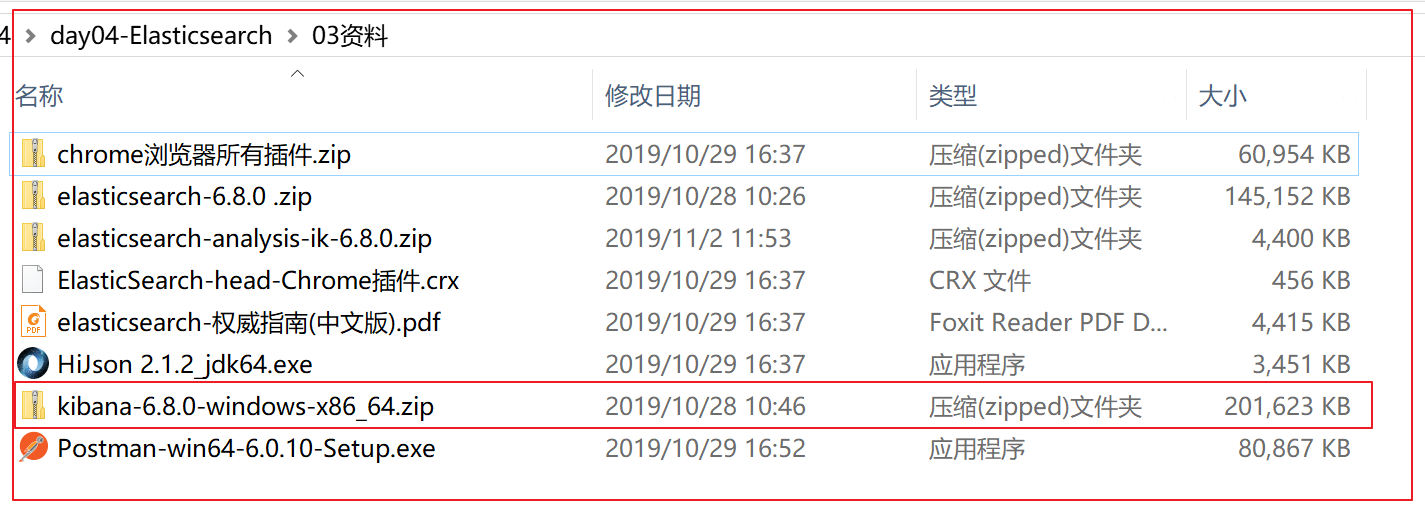 4 > day04-Elasticsearch > 03资料
名称 修改日期 类型 大小
chrome浏览器所有插件.zip 2019/10/29 16:37 压缩(zipped)文件夹 60,954 KB
elasticsearch-6.8.0 .zip 2019/10/28 10:26 压缩(zipped)文件夹 145,152 KB
elasticsearch-analysis-ik-6.8.0.zip 2019/11/2 11:53 压缩(zipped)文件夹 4,400 KB
ElasticSearch-head-Chrome插件.crx 2019/10/29 16:37 CRX 文件 456 KB
elasticsearch-权威指南(中文版).pdf 2019/10/29 16:37 Foxit Reader PDF D... 4,415 KB
HiJson 2.1.2_jdk64.exe 2019/10/29 16:37 应用程序 3,451 KB
kibana-6.8.0-windows-x86_64.zip 2019/10/28 10:46 压缩(zipped)文件夹 201,623 KB
Postman-win64-6.0.10-Setup.exe 2019/10/29 16:52 应用程序 80,867 KB